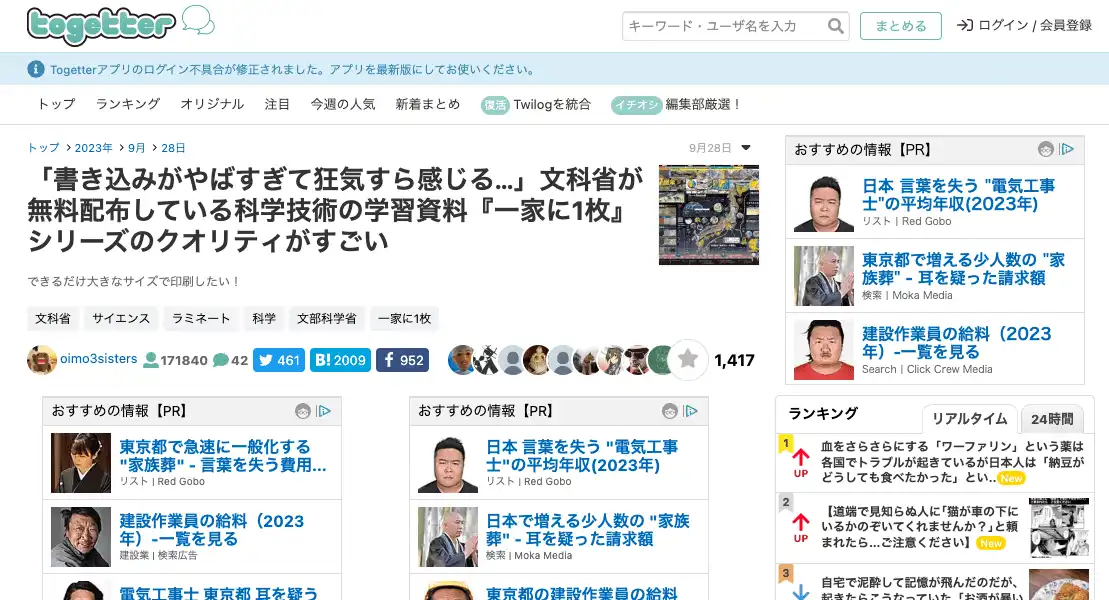 togetter
キーワード・ユーザ名を入力
まとめる
ログイン / 会員登録
Togetterアプリのログイン不具合が修正されました。アプリを最新版にしてお使いください。
トップ ランキング オリジナル 注目 今週の人気 新着まとめ 復活 Twilogを統合 イチオシ 編集部厳選！
トップ > 2023年 > 9月 > 28日
9月28日
「書き込みがやばすぎて狂気すら感じる…」文科省が
無料配布している科学技術の学習資料『一家に1枚』
シリーズのクオリティがすごい
できるだけ大きなサイズで印刷したい！
文科省 サイエンス ラミネート 科学 文部科学省 一家に1枚
oimo3sisters 171840 42 461 B! 2009 952
1,417
おすすめの情報【PR】
東京都で急速に一般化する
"家族葬" - 言葉を失う費用...
リスト | Red Gobo
建設作業員の給料（2023
年）-一覧を見る
建設業 | 検索広告
電気工事士 東京都 耳を疑う
おすすめの情報【PR】
日本 言葉を失う "電気工事
士"の平均年収(2023年)
リスト | Red Gobo
日本で増える少人数の "家族
葬" - 耳を疑った請求額
検索 | Moka Media
東京都の建設作業員の給料
おすすめの情報【PR】
日本 言葉を失う "電気工事
士"の平均年収(2023年)
リスト | Red Gobo
東京都で増える少人数の "家
族葬" - 耳を疑った請求額
検索 | Moka Media
建設作業員の給料（2023
年）-一覧を見る
Search | Click Crew Media
ランキング
リアルタイム 24時間
1
UP
血をさらさらにする「ワーファリン」という薬は
各国でトラブルが起きているが日本人は「納豆が
どうしても食べたかった」とい.. New
2
UP
【道端で見知らぬ人に｢猫が車の下に
いるかのぞいてくれませんか？｣と頼
まれたら…ご注意ください】 New
3
自宅で泥酔して記憶が飛んだのだが、
起きたらこうなっていた「お酒が暴い